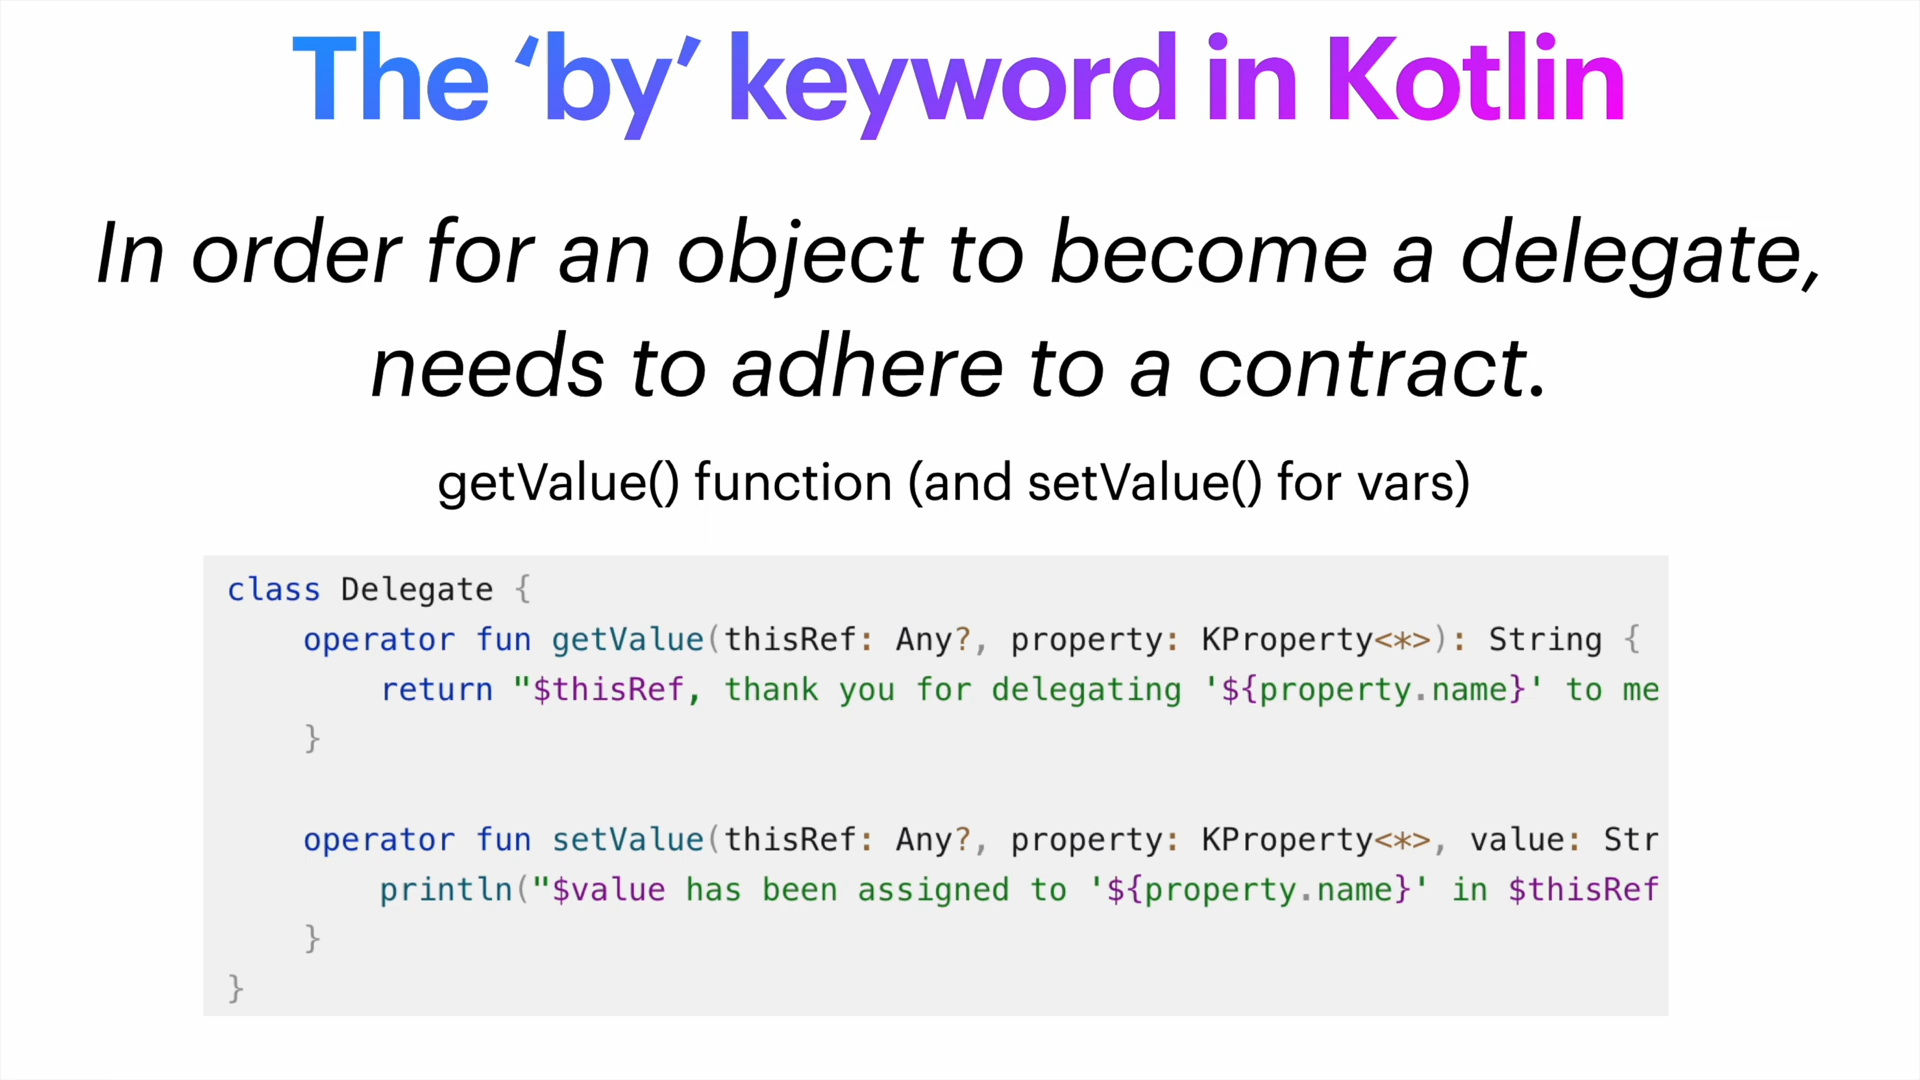 The ‘by’ keyword in Kotlin
In order for an object to become a delegate,
needs to adhere to a contract.
getValue() function (and setValue() for vars)
class Delegate {
    operator fun getValue(thisRef: Any?, property: KProperty<*>): String {
        return "$thisRef, thank you for delegating '${property.name}' to me
    }

    operator fun setValue(thisRef: Any?, property: KProperty<*>, value: Str
        println("$value has been assigned to '${property.name}' in $thisRef
    }
}